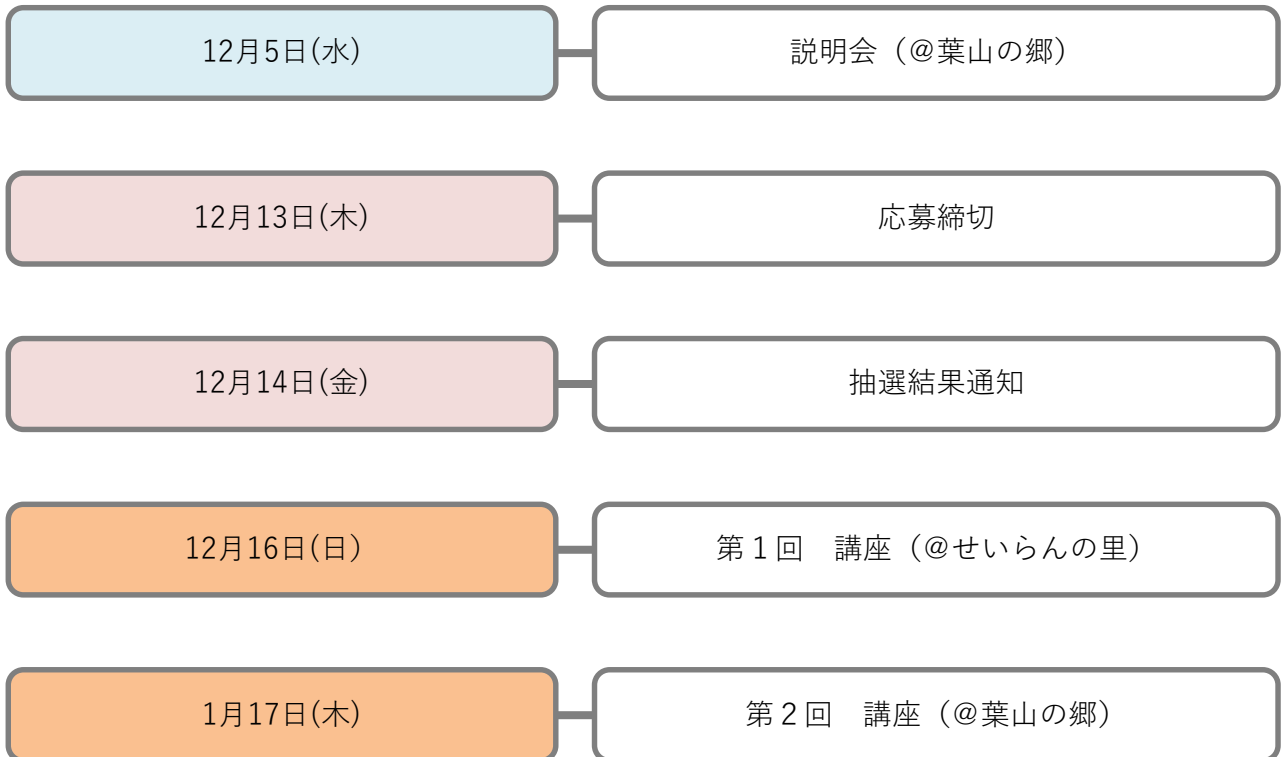 12月5日(水)
説明会（@葉山の郷）
12月13日(木)
応募締切
12月14日(金)
抽選結果通知
12月16日(日）
第１回　講座（@せいらんの里）
1月17日(木)
第２回　講座（@葉山の郷）